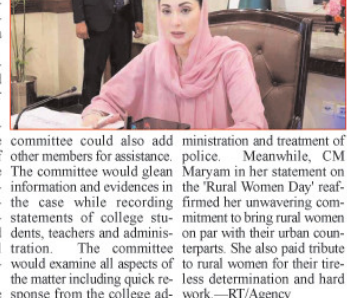 committee could also add
other members for assistance.
The committee would glean
information and evidences in
the case while recording
statements of college stu-
dents, teachers and adminis-
tration. The committee
would examine all aspects of
the matter including quick re-
sponse from the college ad-
ministration and treatment of
police. Meanwhile, CM
Maryam in her statement on
the 'Rural Women Day' reaf-
firmed her unwavering com-
mitment to bring rural women
on par with their urban coun-
terparts. She also paid tribute
to rural women for their tire-
less determination and hard
work.—RT/Agency